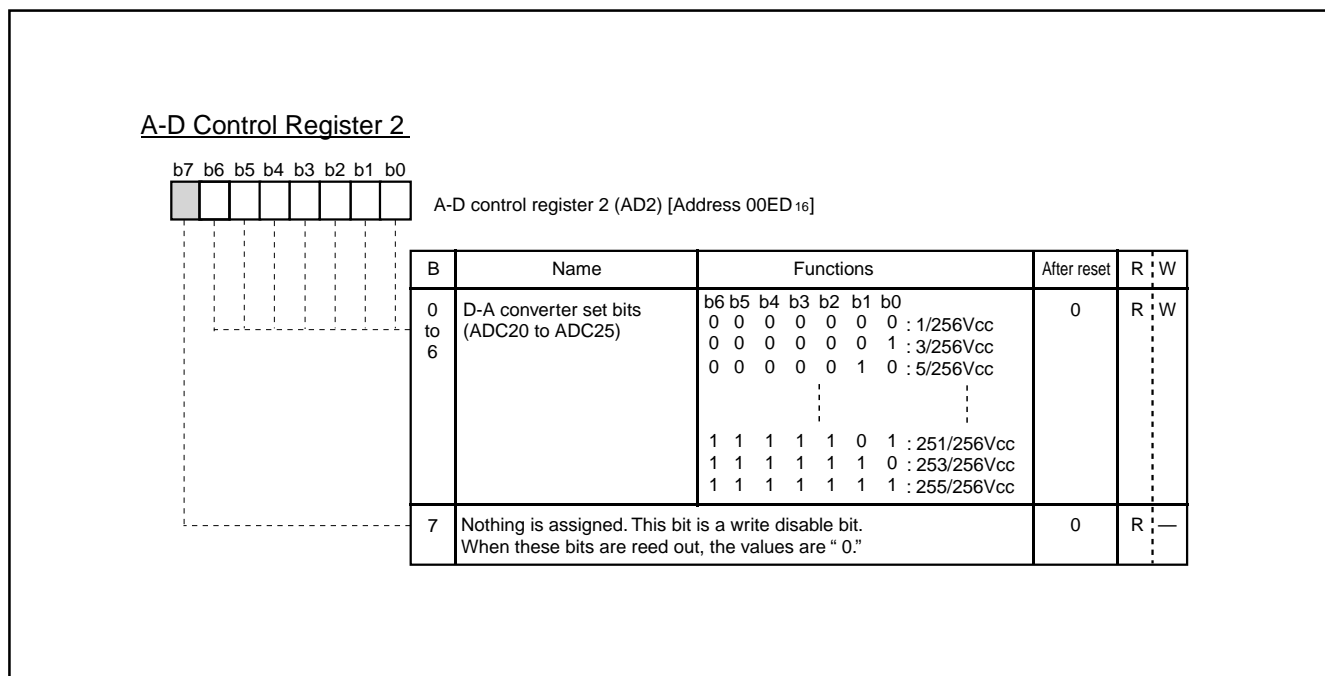 A-D Control Register 2
b7 b6 b5 b4 b3 b2 b1 b0
A-D control register 2 (AD2) [Address 00ED16]
B Name Functions After reset R W
0 to 6 D-A converter set bits (ADC20 to ADC25) 0 R W
b6 b5 b4 b3 b2 b1 b0
0 0 0 0 0 0 0 : 1/256Vcc
0 0 0 0 0 0 1 : 3/256Vcc
0 0 0 0 0 1 0 : 5/256Vcc
1 1 1 1 1 0 1 : 251/256Vcc
1 1 1 1 1 1 0 : 253/256Vcc
1 1 1 1 1 1 1 : 255/256Vcc
7 Nothing is assigned. This bit is a write disable bit. 0 R —
When these bits are reed out, the values are “ 0.”